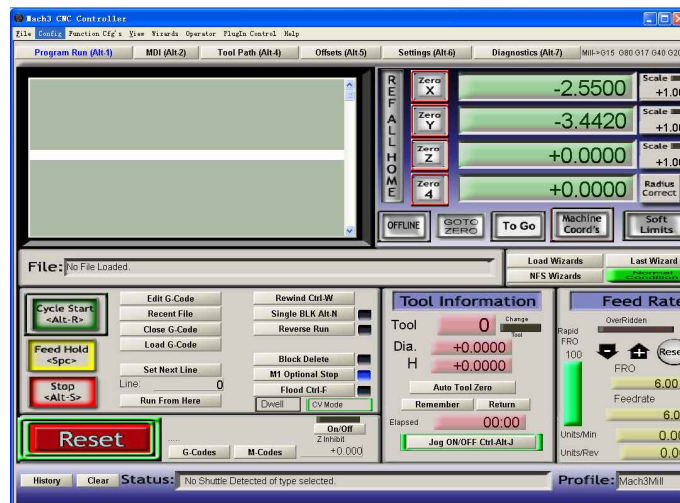 Mach3 CNC Controller
File Config Function Cfg's View Wizards Operator PlugIn Control Help
Program Run (Alt-1) MDI (Alt-2) Tool Path (Alt-4) Offsets (Alt-5) Settings (Alt-6) Diagnostics (Alt-7) Mill->G15 G80 G17 G40 G20
REF ALL HOME
Zero X -2.5500 Scale +1.00
Zero Y -3.4420 Scale +1.00
Zero Z +0.0000 Scale +1.00
Zero 4 +0.0000 Radius Correct
OFFLINE GOTO ZERO To Go Machine Coord's Soft Limits
File: No File Loaded.
Load Wizards Last Wizard
NFS Wizards Normal Condition
Cycle Start <Alt-R>
Feed Hold <Spc>
Stop <Alt-S>
Edit G-Code
Recent File
Close G-Code
Load G-Code
Set Next Line
Line: 0
Run From Here
Rewind Ctrl-W
Single BLK Alt-N
Reverse Run
Block Delete
M1 Optional Stop
Flood Ctrl-F
Dwell CV Mode
Reset
.....
G-Codes M-Codes
On/Off
Z Inhibit
+0.000
Tool Information
Tool 0 Change Tool
Dia. +0.0000
H +0.0000
Auto Tool Zero
Remember Return
Elapsed 00:00
Jog ON/OFF Ctrl-Alt-J
Feed Rate
OverRidden
Rapid FRO
100
Rese
FRO
6.00
Feedrate
6.0
Units/Min 0.00
Units/Rev 0.0
History Clear Status: No Shuttle Detected of type selected. Profile: Mach3Mill